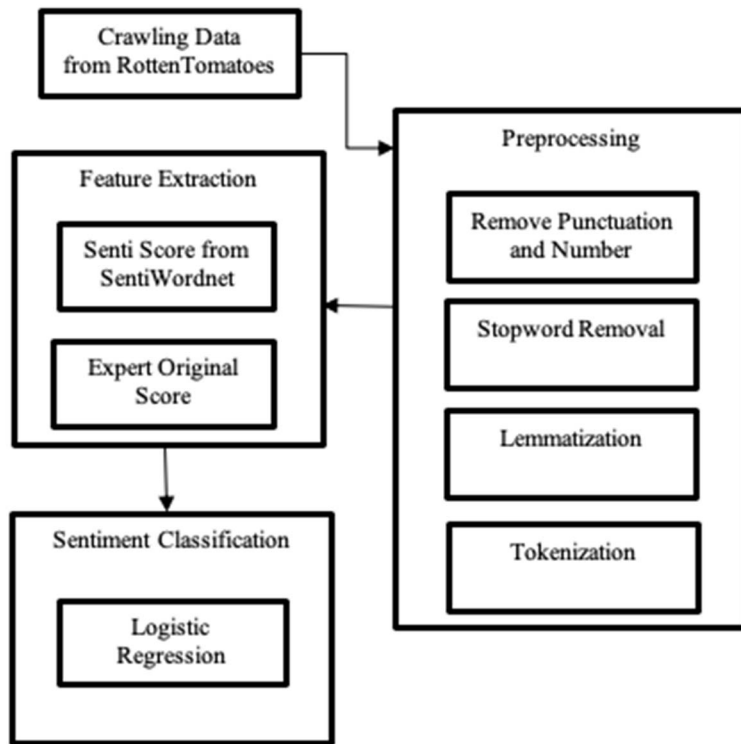 Crawling Data
from RottenTomatoes
Preprocessing
Remove Punctuation
and Number
Stopword Removal
Lemmatization
Tokenization
Feature Extraction
Senti Score from
SentiWordnet
Expert Original
Score
Sentiment Classification
Logistic
Regression